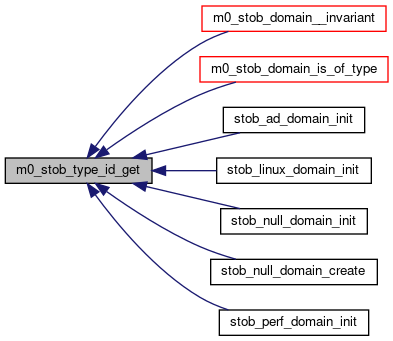 m0_stob_domain__invariant
m0_stob_domain_is_of_type
stob_ad_domain_init
m0_stob_type_id_get
stob_linux_domain_init
stob_null_domain_init
stob_null_domain_create
stob_perf_domain_init